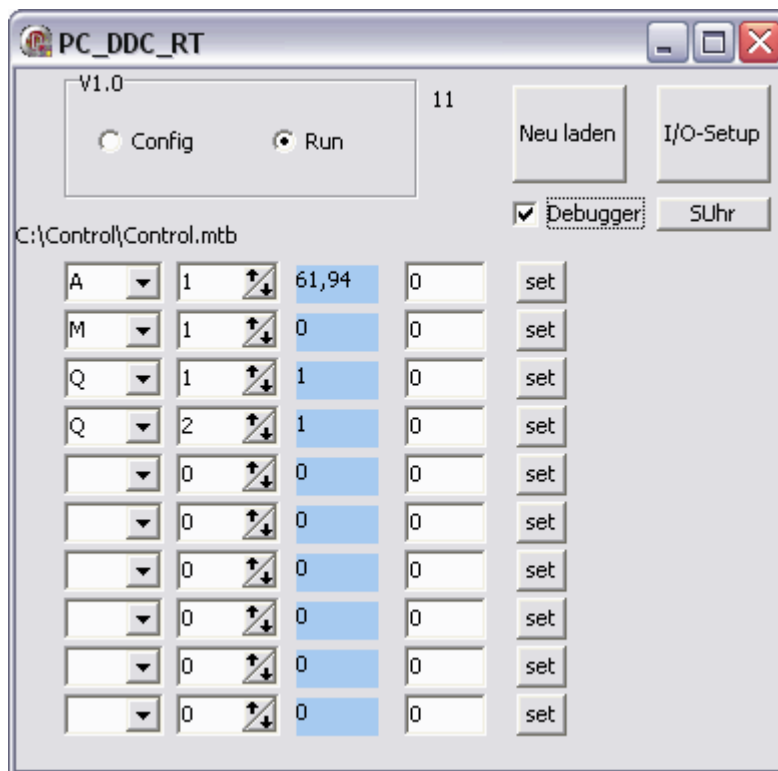 PC_DDC_RT
V1.0
Config Run
11
Neu laden I/O-Setup
Debugger SUhr
C:\Control\Control.mtb
A 1 61,94 0 set
M 1 0 0 set
Q 1 1 0 set
Q 2 1 0 set
0 0 0 set
0 0 0 set
0 0 0 set
0 0 0 set
0 0 0 set
0 0 0 set